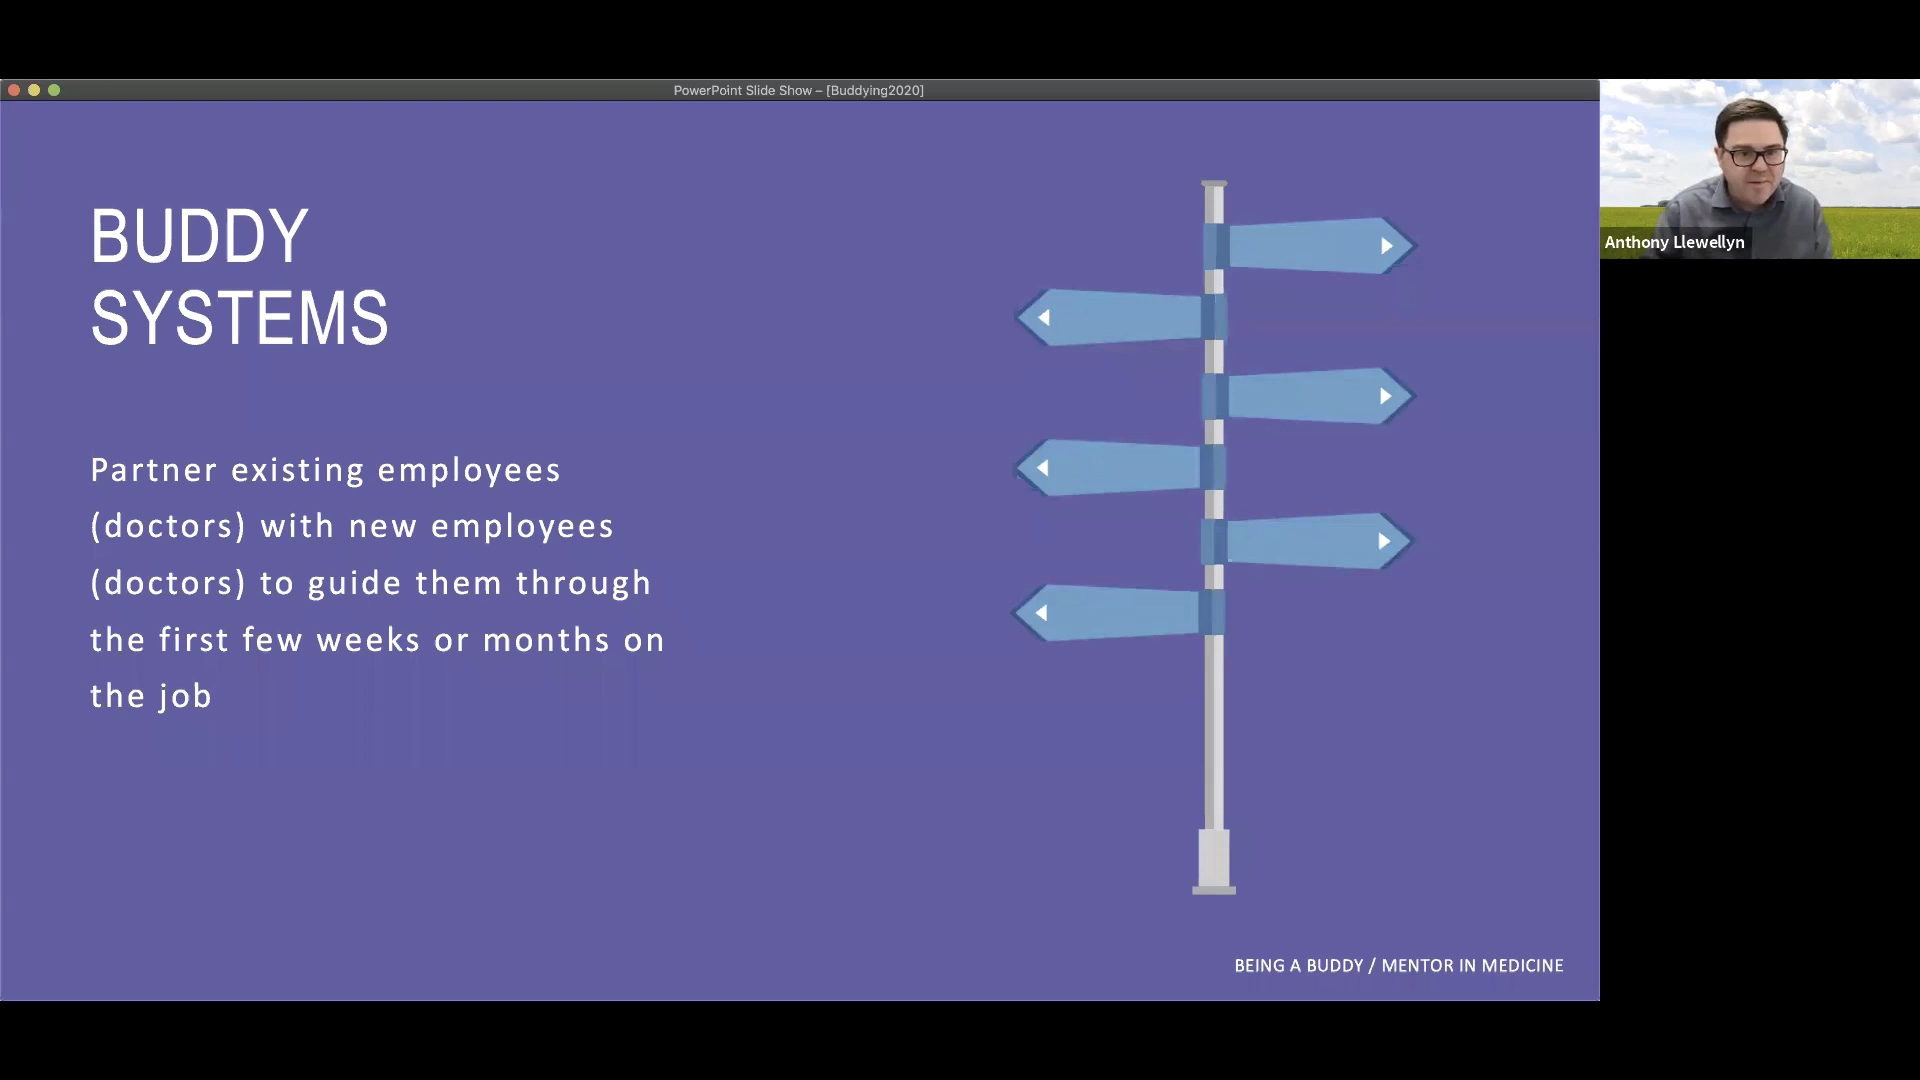 PowerPoint Slide Show – [Buddying2020]
BUDDY
SYSTEMS
Partner existing employees
(doctors) with new employees
(doctors) to guide them through
the first few weeks or months on
the job
BEING A BUDDY / MENTOR IN MEDICINE
Anthony Llewellyn